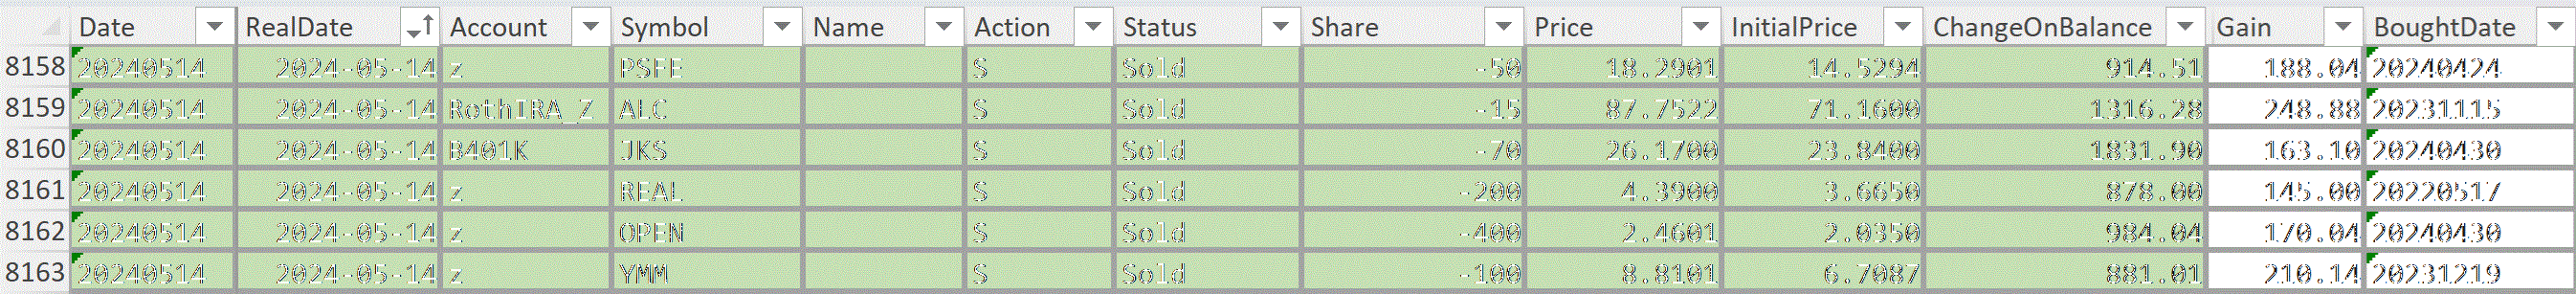 Date RealDate Account Symbol Name Action Status Share Price InitialPrice ChangeOnBalance Gain BoughtDate
8158 20240514 2024-05-14 z PSFE S Sold -50 18.2901 14.5294 914.51 188.04 20240424
8159 20240514 2024-05-14 RothIRA_Z ALC S Sold -15 87.7522 71.1600 1316.28 248.88 20231115
8160 20240514 2024-05-14 B401K JKS S Sold -70 26.1700 23.8400 1831.90 163.10 20240430
8161 20240514 2024-05-14 z REAL S Sold -200 4.3900 3.6650 878.00 145.00 20220517
8162 20240514 2024-05-14 z OPEN S Sold -400 2.4601 2.0350 984.04 170.04 20240430
8163 20240514 2024-05-14 z YMM S Sold -100 8.8101 6.7087 881.01 210.14 20231219